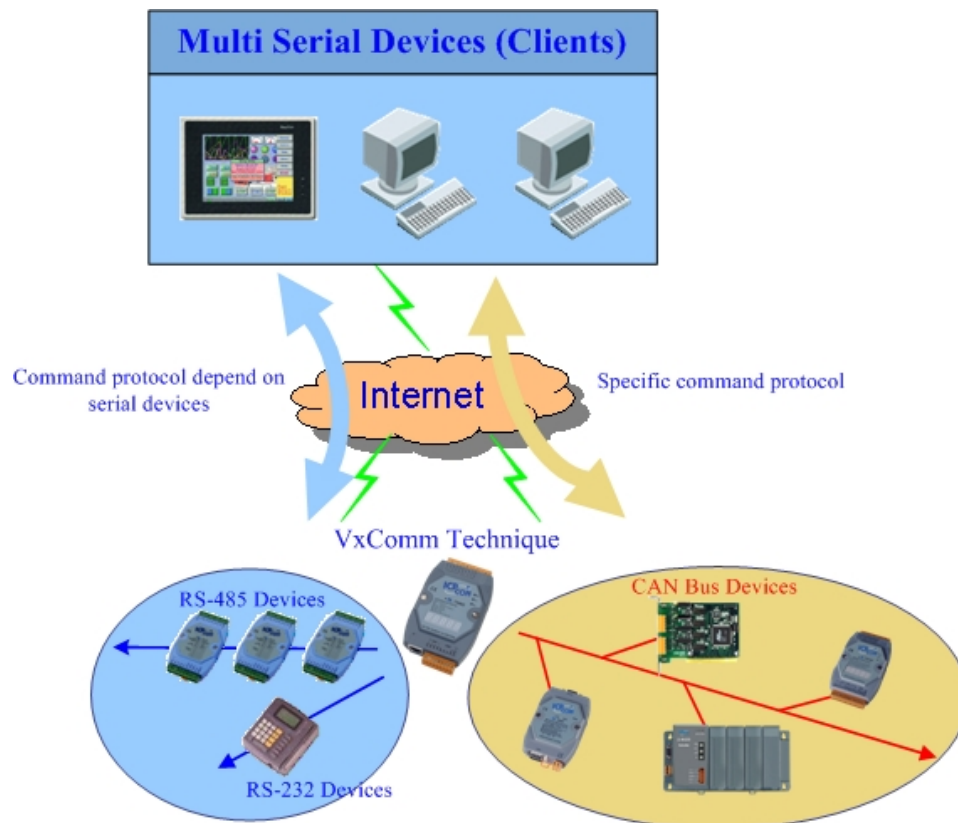 Multi Serial Devices (Clients)
Command protocol depend on
serial devices
Internet
Specific command protocol
VxComm Technique
RS-485 Devices
CAN Bus Devices
RS-232 Devices